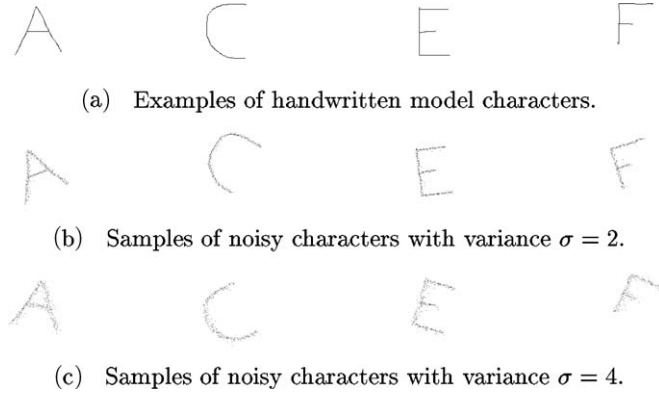 A C E F
(a) Examples of handwritten model characters.
A C E F
(b) Samples of noisy characters with variance σ = 2.
A C E F
(c) Samples of noisy characters with variance σ = 4.